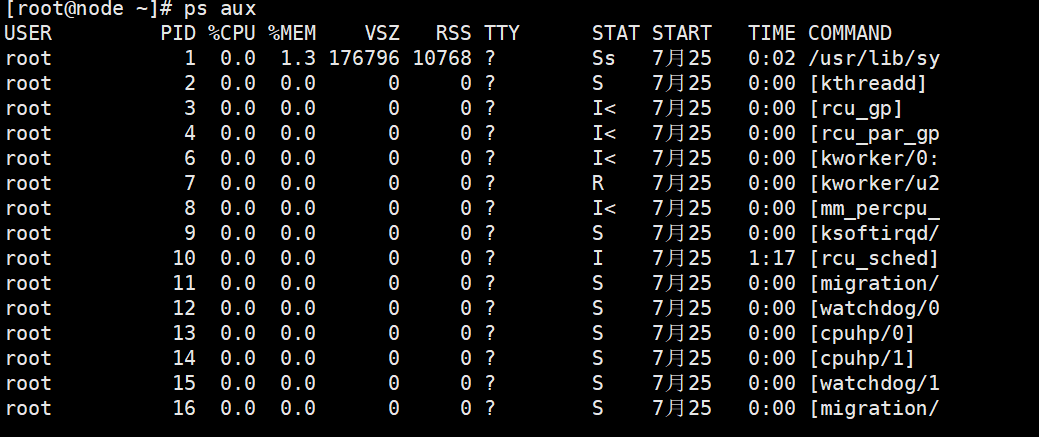 [root@node ~]# ps aux
USER PID %CPU %MEM VSZ RSS TTY STAT START TIME COMMAND
root 1 0.0 1.3 176796 10768 ? Ss 7月25 0:02 /usr/lib/sy
root 2 0.0 0.0 0 0 ? S 7月25 0:00 [kthreadd]
root 3 0.0 0.0 0 0 ? I< 7月25 0:00 [rcu_gp]
root 4 0.0 0.0 0 0 ? I< 7月25 0:00 [rcu_par_gp
root 6 0.0 0.0 0 0 ? I< 7月25 0:00 [kworker/0:
root 7 0.0 0.0 0 0 ? R 7月25 0:00 [kworker/u2
root 8 0.0 0.0 0 0 ? I< 7月25 0:00 [mm_percpu_
root 9 0.0 0.0 0 0 ? S 7月25 0:00 [ksoftirqd/
root 10 0.0 0.0 0 0 ? I 7月25 1:17 [rcu_sched]
root 11 0.0 0.0 0 0 ? S 7月25 0:00 [migration/
root 12 0.0 0.0 0 0 ? S 7月25 0:00 [watchdog/0
root 13 0.0 0.0 0 0 ? S 7月25 0:00 [cpuhp/0]
root 14 0.0 0.0 0 0 ? S 7月25 0:00 [cpuhp/1]
root 15 0.0 0.0 0 0 ? S 7月25 0:00 [watchdog/1
root 16 0.0 0.0 0 0 ? S 7月25 0:00 [migration/